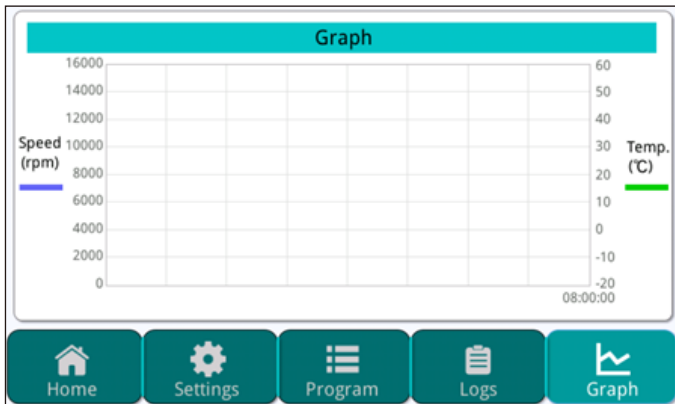 Graph
16000 60
14000 50
12000 40
Speed 10000 30 Temp.
(rpm) 8000 20 (℃)
6000 10
4000 0
2000 -10
0 -20
08:00:00
Home Settings Program Logs Graph